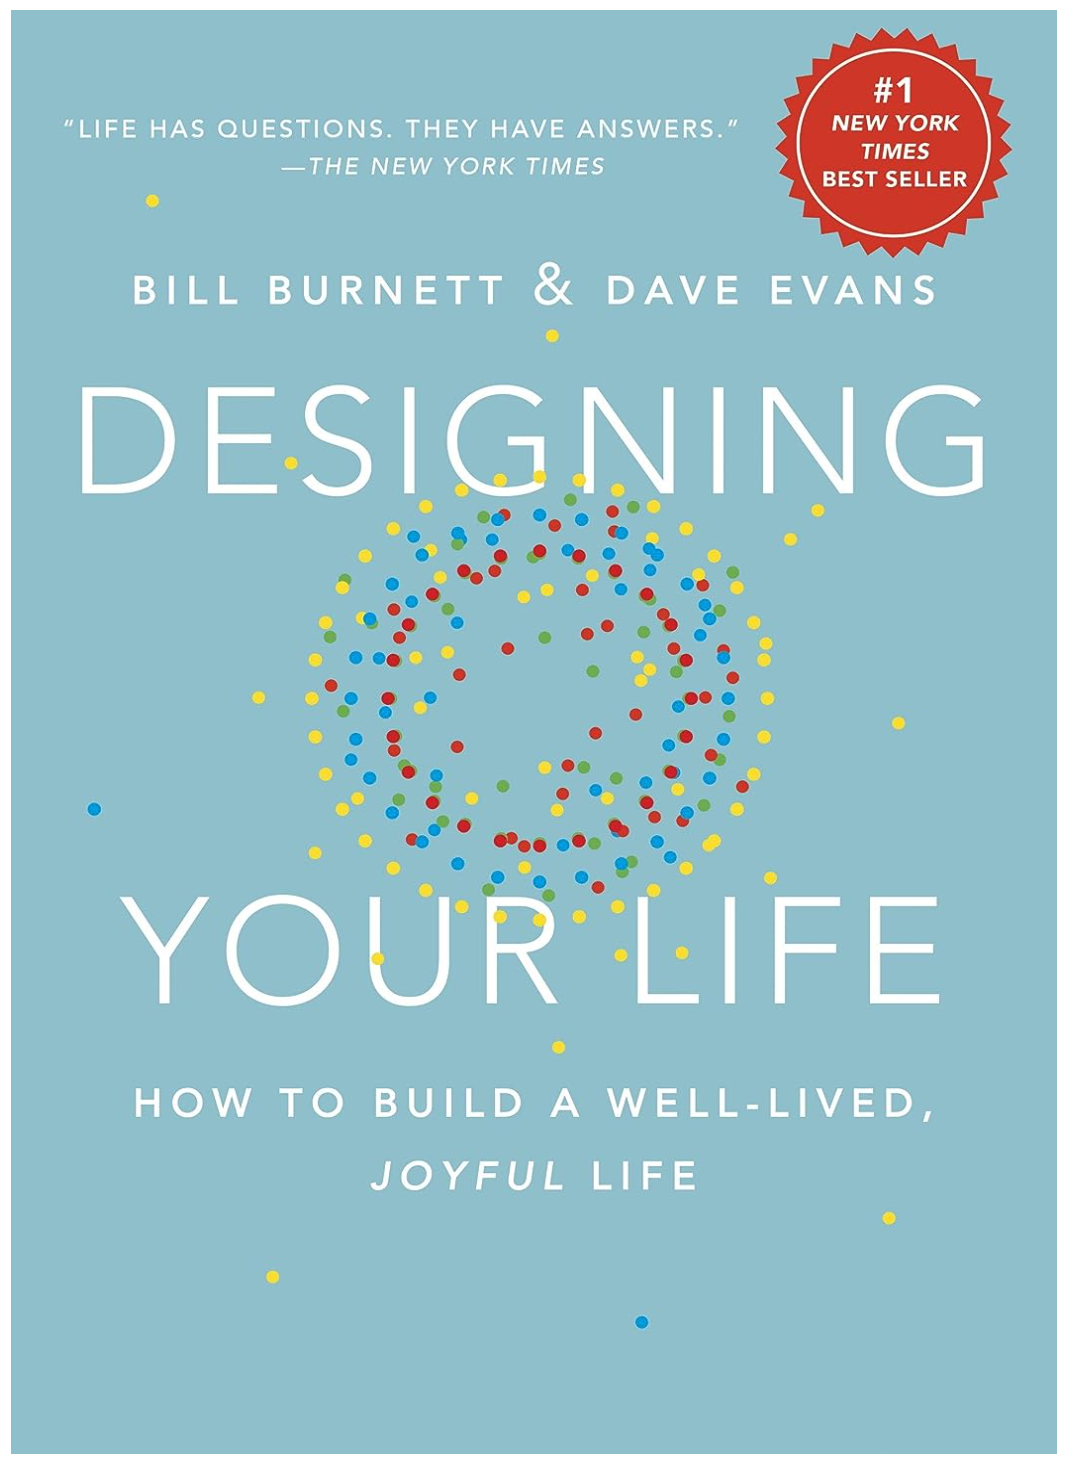 “LIFE HAS QUESTIONS. THEY HAVE ANSWERS.”
—THE NEW YORK TIMES
#1
NEW YORK
TIMES
BEST SELLER
BILL BURNETT & DAVE EVANS
DESIGNING
YOUR LIFE
HOW TO BUILD A WELL-LIVED,
JOYFUL LIFE